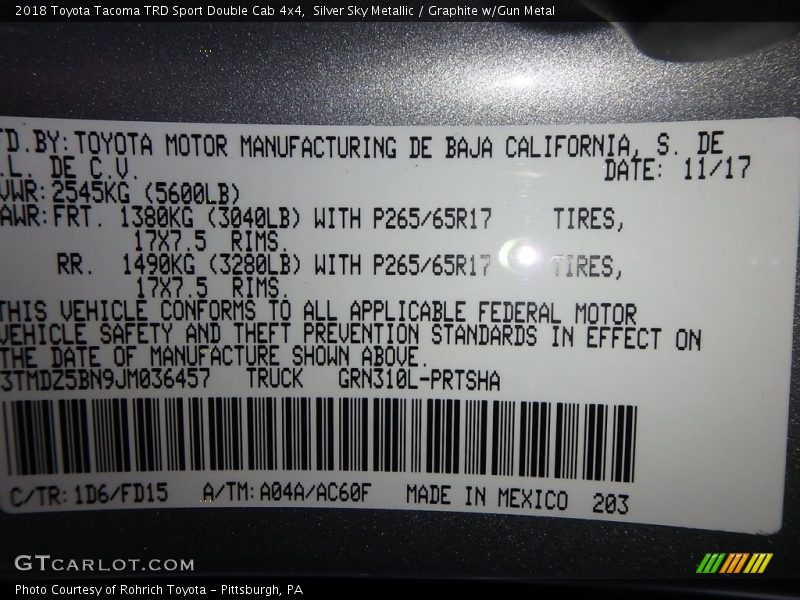 2018 Toyota Tacoma TRD Sport Double Cab 4x4, Silver Sky Metallic / Graphite w/Gun Metal
FD.BY:TOYOTA MOTOR MANUFACTURING DE BAJA CALIFORNIA, S. DE
.L. DE C.V.
DATE: 11/17
VWR:2545KG (5600LB)
AWR:FRT. 1380KG (3040LB) WITH P265/65R17 TIRES,
17X7.5 RIMS.
RR. 1490KG (3280LB) WITH P265/65R17 TIRES,
17X7.5 RIMS.
THIS VEHICLE CONFORMS TO ALL APPLICABLE FEDERAL MOTOR
VEHICLE SAFETY AND THEFT PREVENTION STANDARDS IN EFFECT ON
THE DATE OF MANUFACTURE SHOWN ABOVE.
3TMDZ5BN9JM036457 TRUCK GRN310L-PRTSHA
C/TR:1D6/FD15 A/TM:A04A/AC60F MADE IN MEXICO 203
GTCARLOT.COM
Photo Courtesy of Rohrich Toyota - Pittsburgh, PA